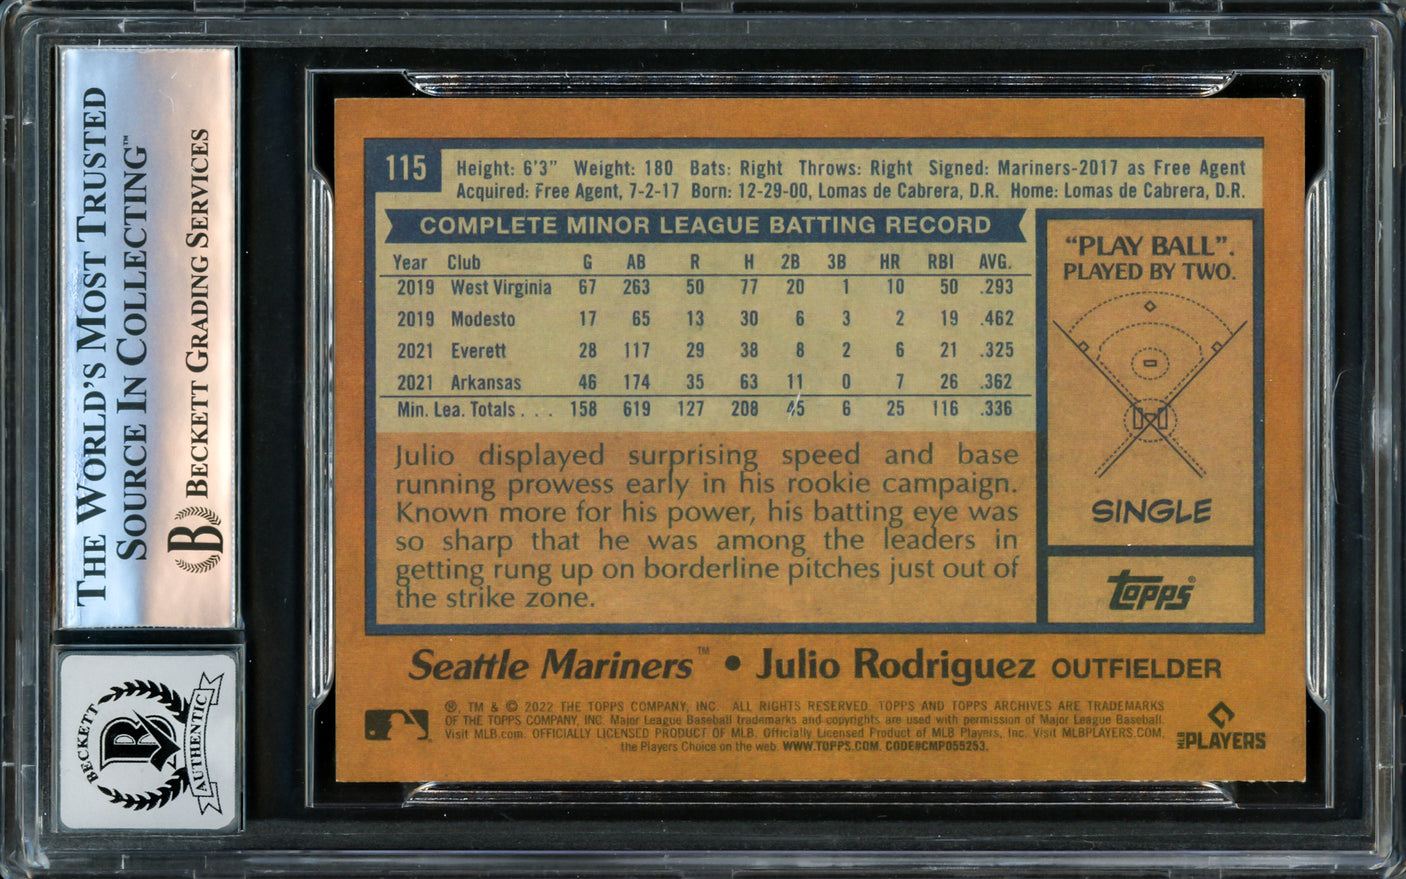 THE WORLD'S MOST TRUSTED
SOURCE IN COLLECTING™
B BECKETT GRADING SERVICES
BECKETT
B
AUTHENTIC
115
Height: 6'3" Weight: 180 Bats: Right Throws: Right Signed: Mariners-2017 as Free Agent
Acquired: Free Agent, 7-2-17 Born: 12-29-00, Lomas de Cabrera, D.R. Home: Lomas de Cabrera, D.R.
COMPLETE MINOR LEAGUE BATTING RECORD
Year Club G AB R H 2B 3B HR RBI AVG.
2019 West Virginia 67 263 50 77 20 1 10 50 .293
2019 Modesto 17 65 13 30 6 3 2 19 .462
2021 Everett 28 117 29 38 8 2 6 21 .325
2021 Arkansas 46 174 35 63 11 0 7 26 .362
Min. Lea. Totals . . . 158 619 127 208 45 6 25 116 .336
Julio displayed surprising speed and base
running prowess early in his rookie campaign.
Known more for his power, his batting eye was
so sharp that he was among the leaders in
getting rung up on borderline pitches just out of
the strike zone.
"PLAY BALL".
PLAYED BY TWO.
SINGLE
topps®
Seattle Mariners™ • Julio Rodriguez OUTFIELDER
®, TM & © 2022 THE TOPPS COMPANY, INC. ALL RIGHTS RESERVED. TOPPS AND TOPPS ARCHIVES ARE TRADEMARKS
OF THE TOPPS COMPANY, INC. Major League Baseball trademarks and copyrights are used with permission of Major League Baseball.
Visit MLB.com. OFFICIALLY LICENSED PRODUCT OF MLB. Officially Licensed Product of MLB Players, Inc. Visit MLBPLAYERS.COM,
the Players Choice on the web. WWW.TOPPS.COM. CODE#CMP055253.
MLB PLAYERS